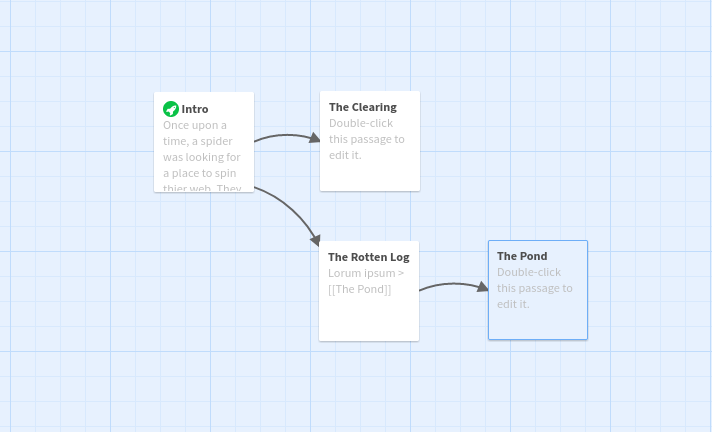 Intro
Once upon a
time, a spider
was looking for
a place to spin
thier web. They
The Clearing
Double-click
this passage to
edit it.
The Rotten Log
Lorum ipsum >
[[The Pond]]
The Pond
Double-click
this passage to
edit it.